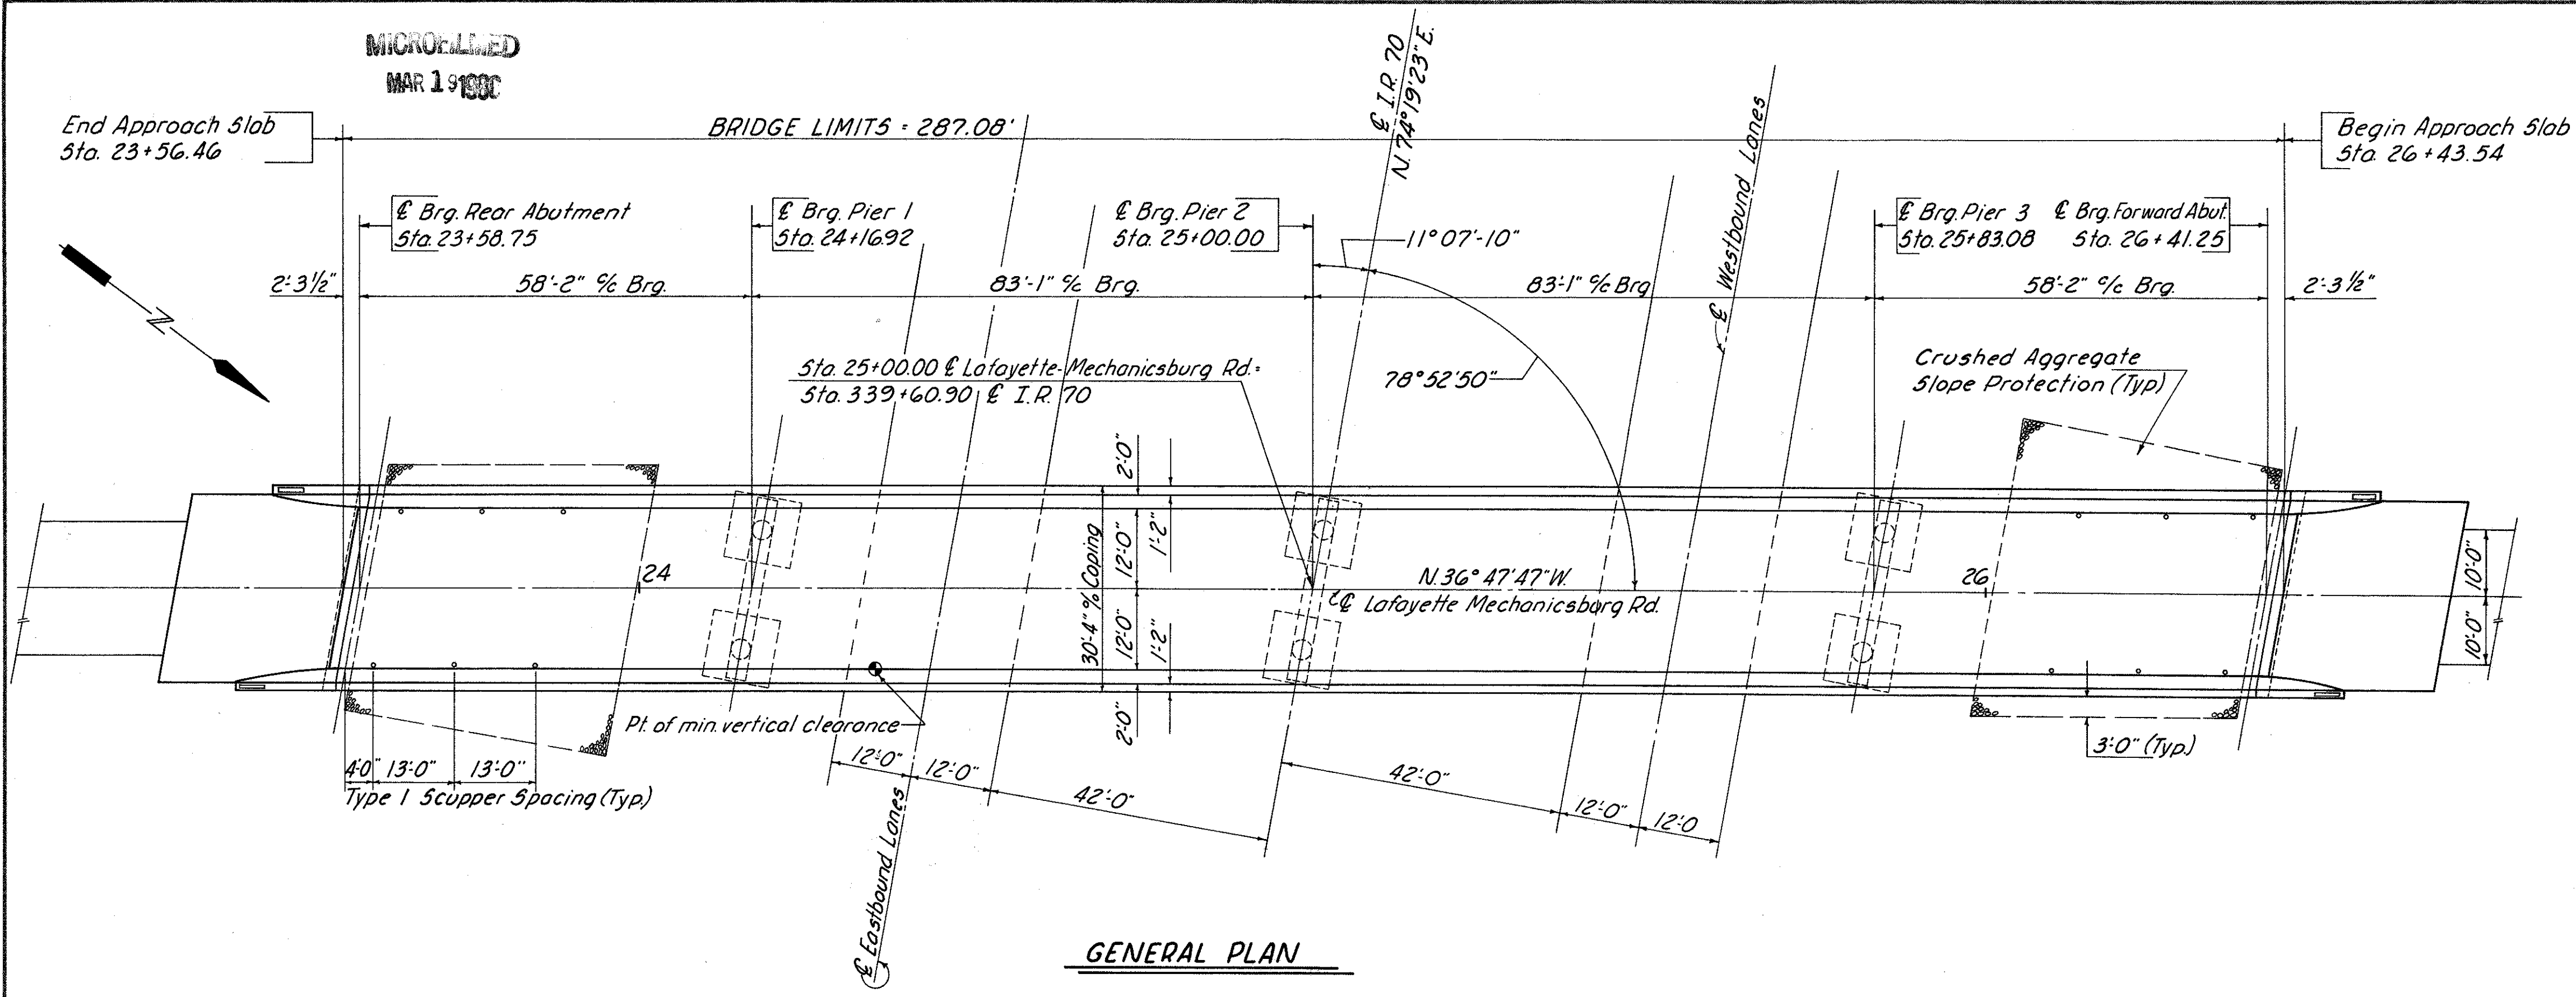 MICROFILMED
MAR 19 1980
End Approach Slab
Sta. 23+56.46
BRIDGE LIMITS = 287.08'
℄ I.R. 70
N.74°19'23"E.
Begin Approach Slab
Sta. 26+43.54
℄ Brg. Rear Abutment
Sta. 23+58.75
℄ Brg. Pier 1
Sta. 24+16.92
℄ Brg. Pier 2
Sta. 25+00.00
11°07'-10"
℄ Westbound Lanes
℄ Brg. Pier 3 ℄ Brg. Forward Abut.
Sta. 25+83.08 Sta. 26+41.25
2'-3½"
58'-2" c/c Brg.
83'-1" c/c Brg.
83'-1" c/c Brg
58'-2" c/c Brg.
2'-3½"
N
Sta. 25+00.00 ℄ Lafayette-Mechanicsburg Rd. =
Sta. 339+60.90 ℄ I.R. 70
78°52'50"
Crushed Aggregate
Slope Protection (Typ)
2'-0"
1'-2"
12'-0"
30'-4" % Coping
12'-0"
1'-2"
2'-0"
24
N.36°47'47"W.
℄ Lafayette Mechanicsburg Rd.
26
10'-0"
10'-0"
Pt. of min. vertical clearance
4'-0" 13'-0" 13'-0"
Type 1 Scupper Spacing (Typ.)
12'-0" 12'-0"
42'-0"
42'-0"
12'-0" 12'-0
3'-0" (Typ.)
℄ Eastbound Lanes
GENERAL PLAN